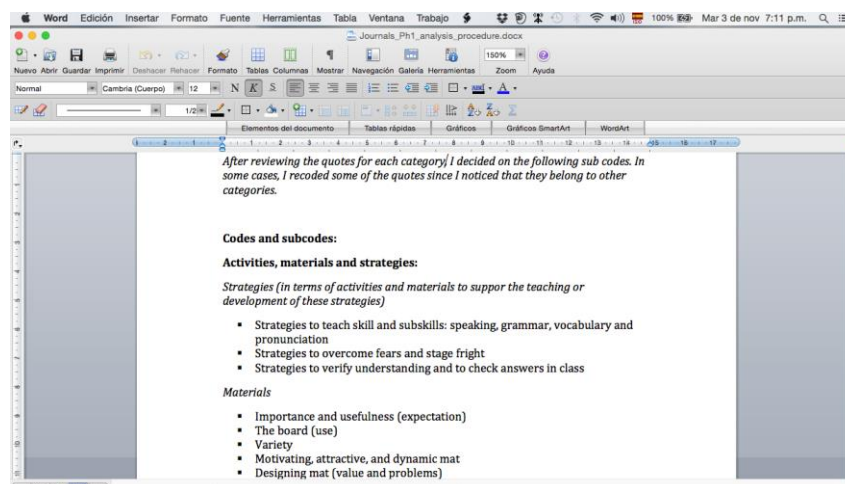 Word Edición Insertar Formato Fuente Herramientas Tabla Ventana Trabajo 100% Mar 3 de nov 7:11 p.m.
Journals_Ph1_analysis_procedure.docx
150%
Nuevo Abrir Guardar Imprimir Deshacer Rehacer Formato Tablas Columnas Mostrar Navegación Galería Herramientas Zoom Ayuda
Normal Cambria (Cuerpo) 12 N K S
1/2
Elementos del documento Tablas rápidas Gráficos Gráficos SmartArt WordArt
After reviewing the quotes for each category I decided on the following sub codes. In
some cases, I recoded some of the quotes since I noticed that they belong to other
categories.
Codes and subcodes:
Activities, materials and strategies:
Strategies (in terms of activities and materials to suppor the teaching or
development of these strategies)
▪ Strategies to teach skill and subskills: speaking, grammar, vocabulary and
pronunciation
▪ Strategies to overcome fears and stage fright
▪ Strategies to verify understanding and to check answers in class
Materials
▪ Importance and usefulness (expectation)
▪ The board (use)
▪ Variety
▪ Motivating, attractive, and dynamic mat
▪ Designing mat (value and problems)